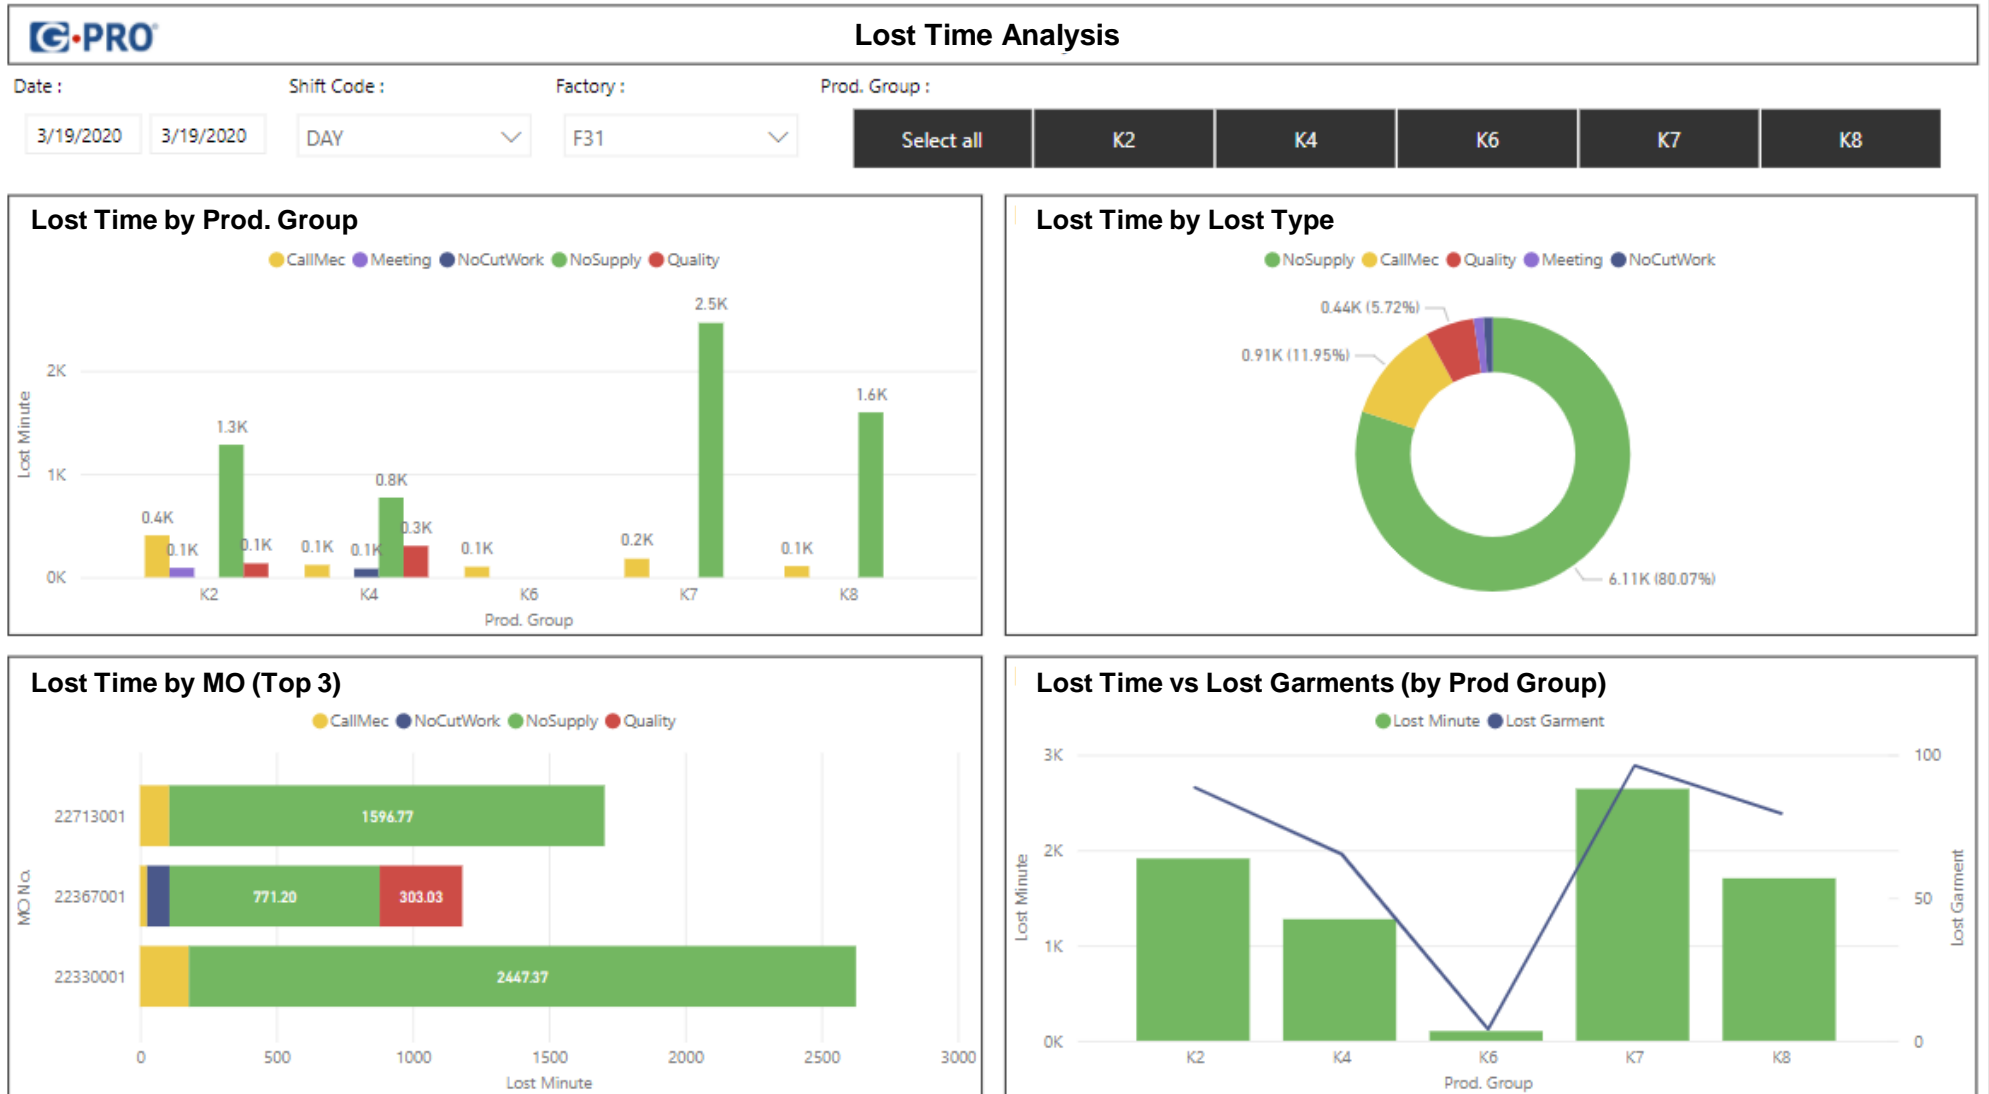 G·PRO®
Lost Time Analysis
Date :
Shift Code :
Factory :
Prod. Group :
3/19/2020
3/19/2020
DAY
F31
Select all
K2
K4
K6
K7
K8
Lost Time by Prod. Group
CallMec Meeting NoCutWork NoSupply Quality
Lost Minute
2K
1K
0K
0.4K
0.1K
1.3K
0.1K
0.1K
0.1K
0.8K
0.3K
0.1K
0.2K
2.5K
0.1K
1.6K
K2
K4
K6
K7
K8
Prod. Group
Lost Time by Lost Type
NoSupply CallMec Quality Meeting NoCutWork
0.44K (5.72%)
0.91K (11.95%)
6.11K (80.07%)
Lost Time by MO (Top 3)
CallMec NoCutWork NoSupply Quality
MO No.
22713001
1596.77
22367001
771.20
303.03
22330001
2447.37
0
500
1000
1500
2000
2500
3000
Lost Minute
Lost Time vs Lost Garments (by Prod Group)
Lost Minute Lost Garment
Lost Minute
3K
2K
1K
0K
100
50
0
Lost Garment
K2
K4
K6
K7
K8
Prod. Group